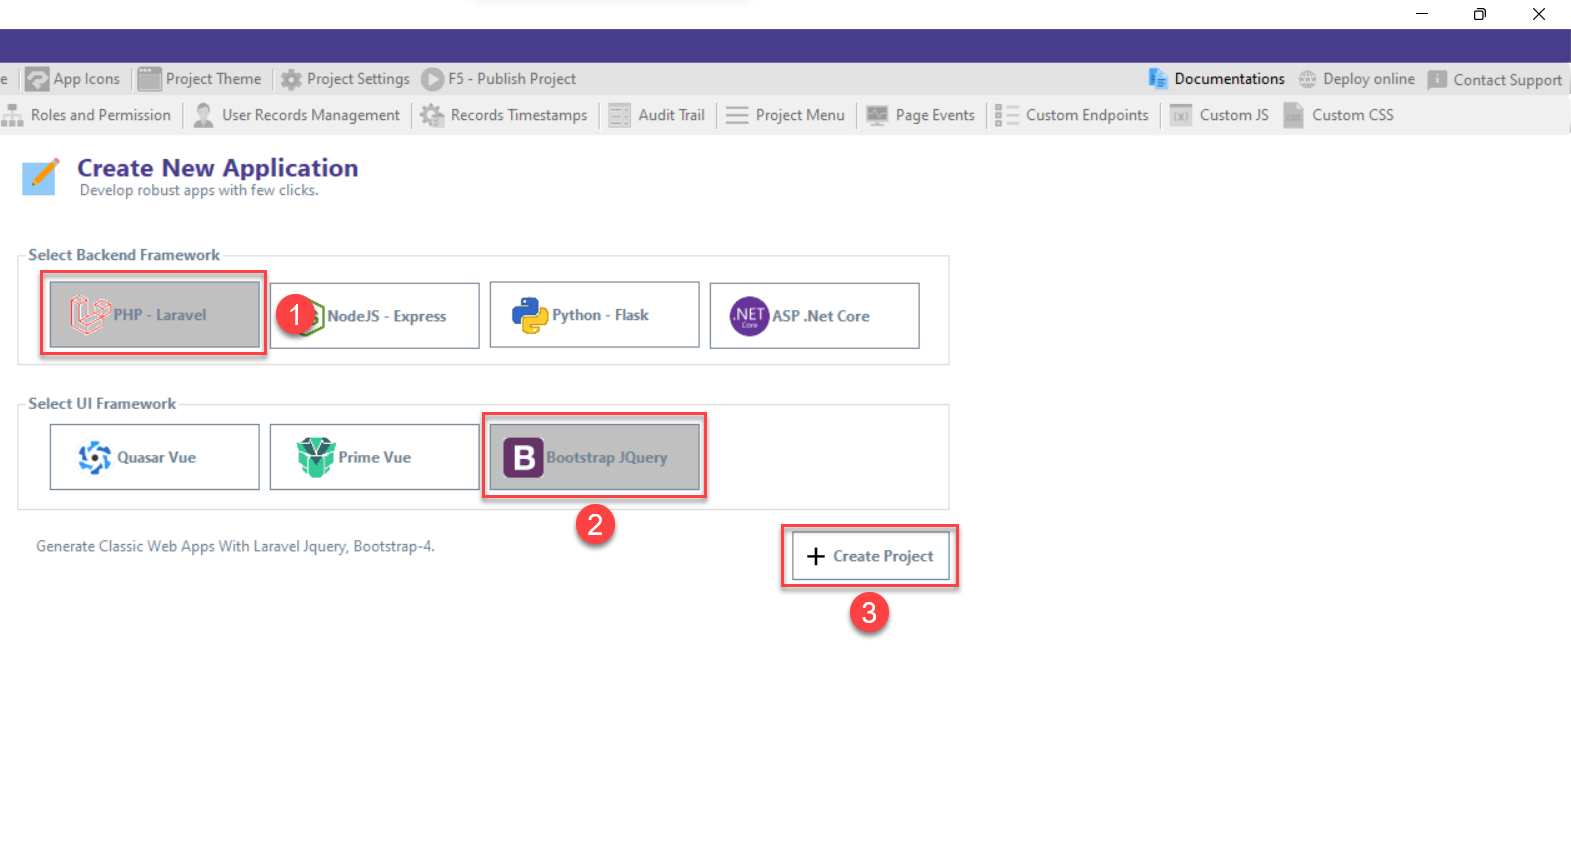 e App Icons Project Theme Project Settings F5 - Publish Project Documentations Deploy online Contact Support
Roles and Permission User Records Management Records Timestamps Audit Trail Project Menu Page Events Custom Endpoints (x) Custom JS css Custom CSS
Create New Application
Develop robust apps with few clicks.
Select Backend Framework
PHP - Laravel 1 NodeJS - Express Python - Flask .NET Core ASP .Net Core
Select UI Framework
Quasar Vue Prime Vue B Bootstrap JQuery
2
Generate Classic Web Apps With Laravel Jquery, Bootstrap-4.
+ Create Project
3